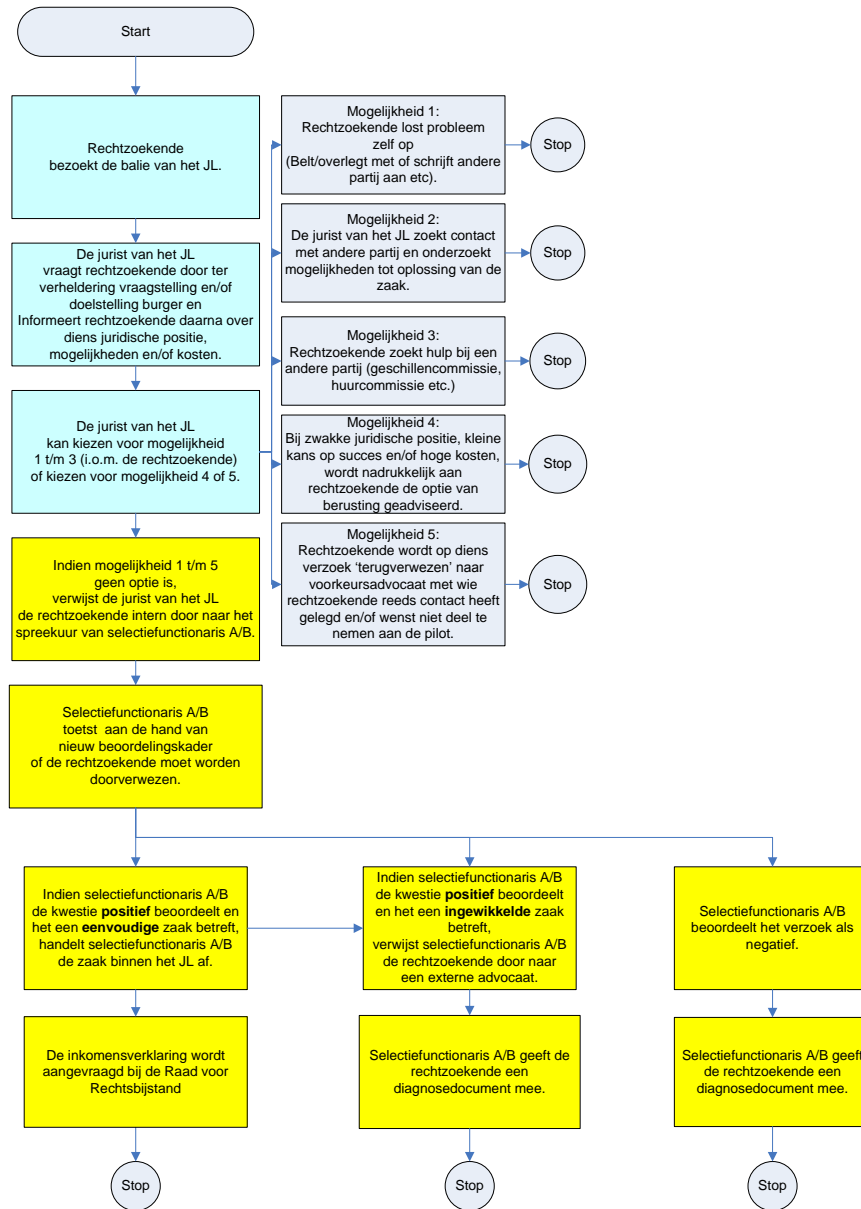 Start
Rechtzoekende
bezoekt de balie van het JL.
De jurist van het JL
vraagt rechtzoekende door ter
verheldering vraagstelling en/of
doelstelling burger en
Informeert rechtzoekende daarna over
diens juridische positie,
mogelijkheden en/of kosten.
De jurist van het JL
kan kiezen voor mogelijkheid
1 t/m 3 (i.o.m. de rechtzoekende)
of kiezen voor mogelijkheid 4 of 5.
Mogelijkheid 1:
Rechtzoekende lost probleem
zelf op
(Belt/overlegt met of schrijft andere
partij aan etc).
Stop
Mogelijkheid 2:
De jurist van het JL zoekt contact
met andere partij en onderzoekt
mogelijkheden tot oplossing van de
zaak.
Stop
Mogelijkheid 3:
Rechtzoekende zoekt hulp bij een
andere partij (geschillencommissie,
huurcommissie etc.)
Stop
Mogelijkheid 4:
Bij zwakke juridische positie, kleine
kans op succes en/of hoge kosten,
wordt nadrukkelijk aan
rechtzoekende de optie van
berusting geadviseerd.
Stop
Mogelijkheid 5:
Rechtzoekende wordt op diens
verzoek ‘terugverwezen’ naar
voorkeursadvocaat met wie
rechtzoekende reeds contact heeft
gelegd en/of wenst niet deel te
nemen aan de pilot.
Stop
Indien mogelijkheid 1 t/m 5
geen optie is,
verwijst de jurist van het JL
de rechtzoekende intern door naar het
spreekuur van selectiefunctionaris A/B.
Selectiefunctionaris A/B
toetst aan de hand van
nieuw beoordelingskader
of de rechtzoekende moet worden
doorverwezen.
Indien selectiefunctionaris A/B
de kwestie positief beoordeelt en
het een eenvoudige zaak betreft,
handelt selectiefunctionaris A/B
de zaak binnen het JL af.
Indien selectiefunctionaris A/B
de kwestie positief beoordeelt
en het een ingewikkelde zaak
betreft,
verwijst selectiefunctionaris A/B
de rechtzoekende door naar
een externe advocaat.
Selectiefunctionaris A/B
beoordeelt het verzoek als
negatief.
De inkomensverklaring wordt
aangevraagd bij de Raad voor
Rechtsbijstand
Selectiefunctionaris A/B geeft de
rechtzoekende een
diagnosedocument mee.
Selectiefunctionaris A/B geeft
de rechtzoekende een
diagnosedocument mee.
Stop
Stop
Stop